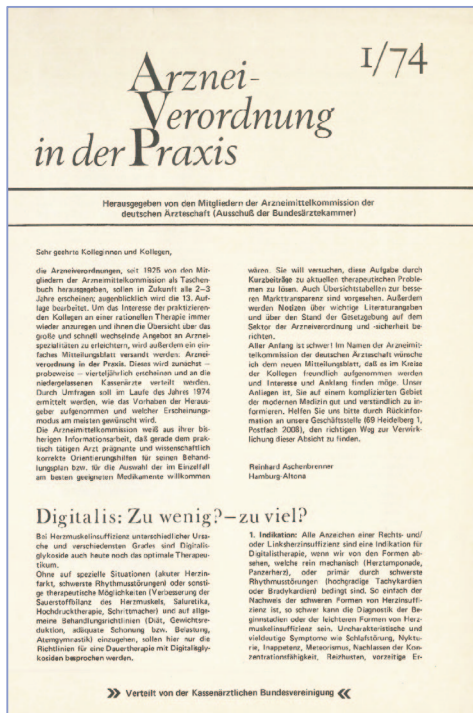 Arznei-
Verordnung
in der Praxis
1/74
Herausgegeben von den Mitgliedern der Arzneimittelkommission der
deutschen Ärzteschaft (Ausschuß der Bundesärztekammer)
Sehr geehrte Kolleginnen und Kollegen,
die Arzneiverordnungen, seit 1925 von den Mit-
gliedern der Arzneimittelkommission als Taschen-
buch herausgegeben, sollen in Zukunft alle 2–3
Jahre erscheinen; augenblicklich wird die 13. Auf-
lage bearbeitet. Um das Interesse der praktizieren-
den Kollegen an einer rationellen Therapie immer
wieder anzuregen und ihnen die Übersicht über das
große und schnell wechselnde Angebot an Arznei-
spezialitäten zu erleichtern, wird außerdem ein ein-
faches Mitteilungsblatt versandt werden: Arznei-
verordnung in der Praxis. Dieses wird zunächst –
probeweise – vierteljährlich erscheinen und an die
niedergelassenen Kassenärzte verteilt werden.
Durch Umfragen soll im Laufe des Jahres 1974
ermittelt werden, wie das Vorhaben der Heraus-
geber aufgenommen und welcher Erscheinungs-
modus am meisten gewünscht wird.
Die Arzneimittelkommission weiß aus ihrer bis-
herigen Informationsarbeit, daß gerade dem prak-
tisch tätigen Arzt prägnante und wissenschaftlich
korrekte Orientierungshilfen für seinen Behand-
lungsplan bzw. für die Auswahl der im Einzelfall
am besten geeigneten Medikamente willkommen
wären. Sie will versuchen, diese Aufgabe durch
Kurzbeiträge zu aktuellen therapeutischen Proble-
men zu lösen. Auch Übersichtstabellen zur besse-
ren Markttransparenz sind vorgesehen. Außerdem
werden Notizen über wichtige Literaturangaben
und über den Stand der Gesetzgebung auf dem
Sektor der Arzneiverordnung und -sicherheit be-
richten.
Aller Anfang ist schwer! Im Namen der Arzneimit-
telkommission der deutschen Ärzteschaft wünsche
ich dem neuen Mitteilungsblatt, daß es im Kreise
der Kollegen freundlich aufgenommen werden
und Interesse und Anklang finden möge. Unser
Anliegen ist, Sie auf einem komplizierten Gebiet
der modernen Medizin gut und verständlich zu in-
formieren. Helfen Sie uns bitte durch Rückinfor-
mation an unsere Geschäftsstelle (69 Heidelberg 1,
Postfach 2008), den richtigen Weg zur Verwirk-
lichung dieser Absicht zu finden.
Reinhard Aschenbrenner
Hamburg-Altona
Digitalis: Zu wenig?–zu viel?
Bei Herzmuskelinsuffizienz unterschiedlicher Ursa-
che und verschiedensten Grades sind Digitalis-
glykoside auch heute noch das optimale Therapeu-
tikum.
Ohne auf spezielle Situationen (akuter Herzin-
farkt, schwerste Rhythmusstörungen) oder sonsti-
ge therapeutische Möglichkeiten (Verbesserung der
Sauerstoffbilanz des Herzmuskels, Saluretika,
Hochdrucktherapie, Schrittmacher) und auf allge-
meine Behandlungsrichtlinien (Diät, Gewichtsre-
duktion, adäquate Schonung bzw. Belastung,
Atemgymnastik) einzugehen, sollen hier nur die
Richtlinien für eine Dauertherapie mit Digitalisgly-
kosiden besprochen werden.
1. Indikation: Alle Anzeichen einer Rechts- und/
oder Linksherzinsuffizienz sind eine Indikation für
Digitalistherapie, wenn wir von den Formen ab-
sehen, welche rein mechanisch (Herztamponade,
Panzerherz), oder primär durch schwerste
Rhythmusstörungen (hochgradige Tachykardien
oder Bradykardien) bedingt sind. So einfach der
Nachweis der schweren Formen von Herzinsuf-
fizienz ist, so schwer kann die Diagnostik der Be-
ginnstadien oder der leichteren Formen von Herz-
muskelinsuffizienz sein. Uncharakteristische und
vieldeutige Symptome wie Schlafstörung, Nyktu-
rie, Inappetenz, Meteorismus, Nachlassen der Kon-
zentrationsfähigkeit, Reizhusten, vorzeitige Er-
>> Verteilt von der Kassenärztlichen Bundesvereinigung <<